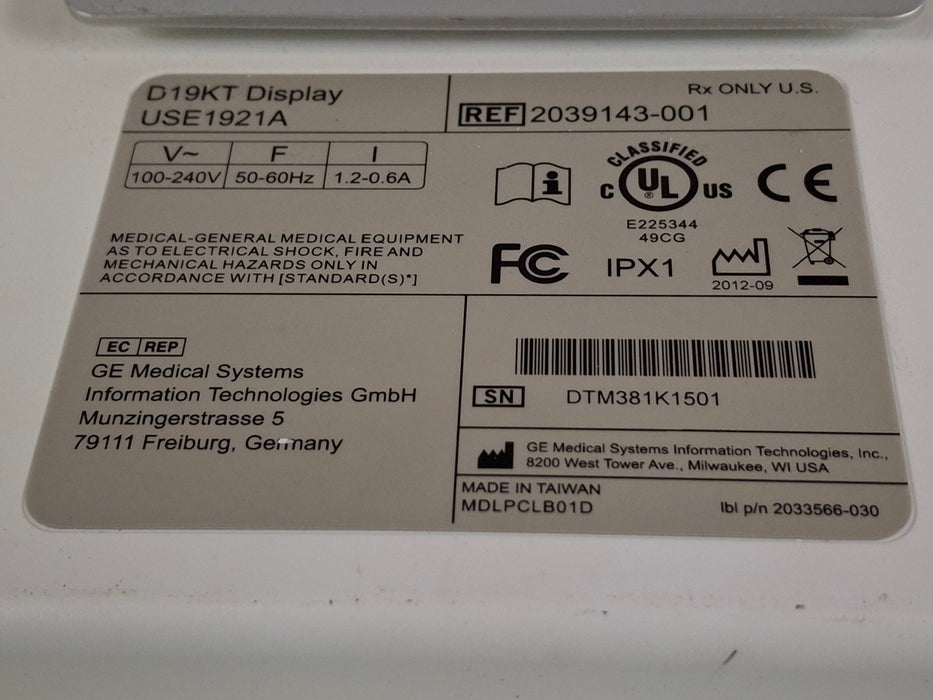 D19KT Display
USE1921A
Rx ONLY U.S.
REF 2039143-001
V~ F I
100-240V 50-60Hz 1.2-0.6A
MEDICAL-GENERAL MEDICAL EQUIPMENT
AS TO ELECTRICAL SHOCK, FIRE AND
MECHANICAL HAZARDS ONLY IN
ACCORDANCE WITH [STANDARD(S)*]
CLASSIFIED
C UL ® US
E225344
49CG
CE
FC
IPX1
2012-09
EC REP
GE Medical Systems
Information Technologies GmbH
Munzingerstrasse 5
79111 Freiburg, Germany
SN DTM381K1501
GE Medical Systems Information Technologies, Inc.,
8200 West Tower Ave., Milwaukee, WI USA
MADE IN TAIWAN
MDLPCLB01D
lbl p/n 2033566-030